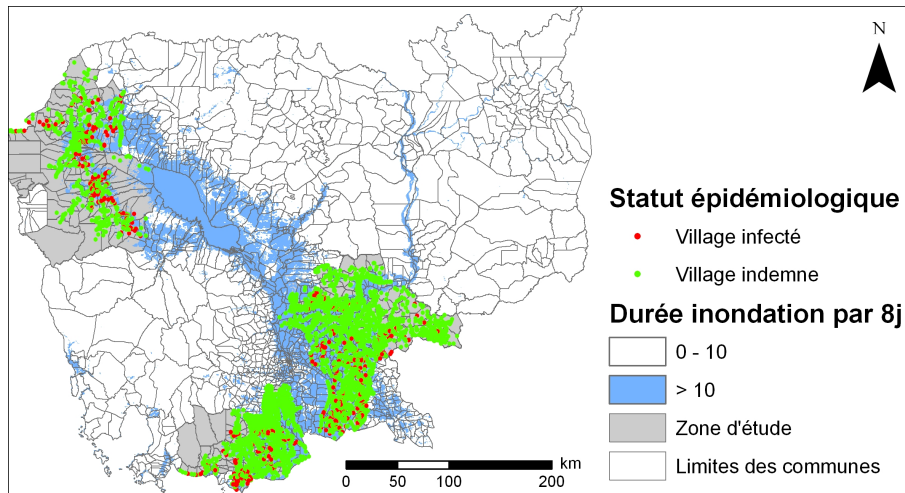 N
Statut épidémiologique
Village infecté
Village indemne
Durée inondation par 8j
0 - 10
> 10
Zone d'étude
Limites des communes
km
0 50 100 200